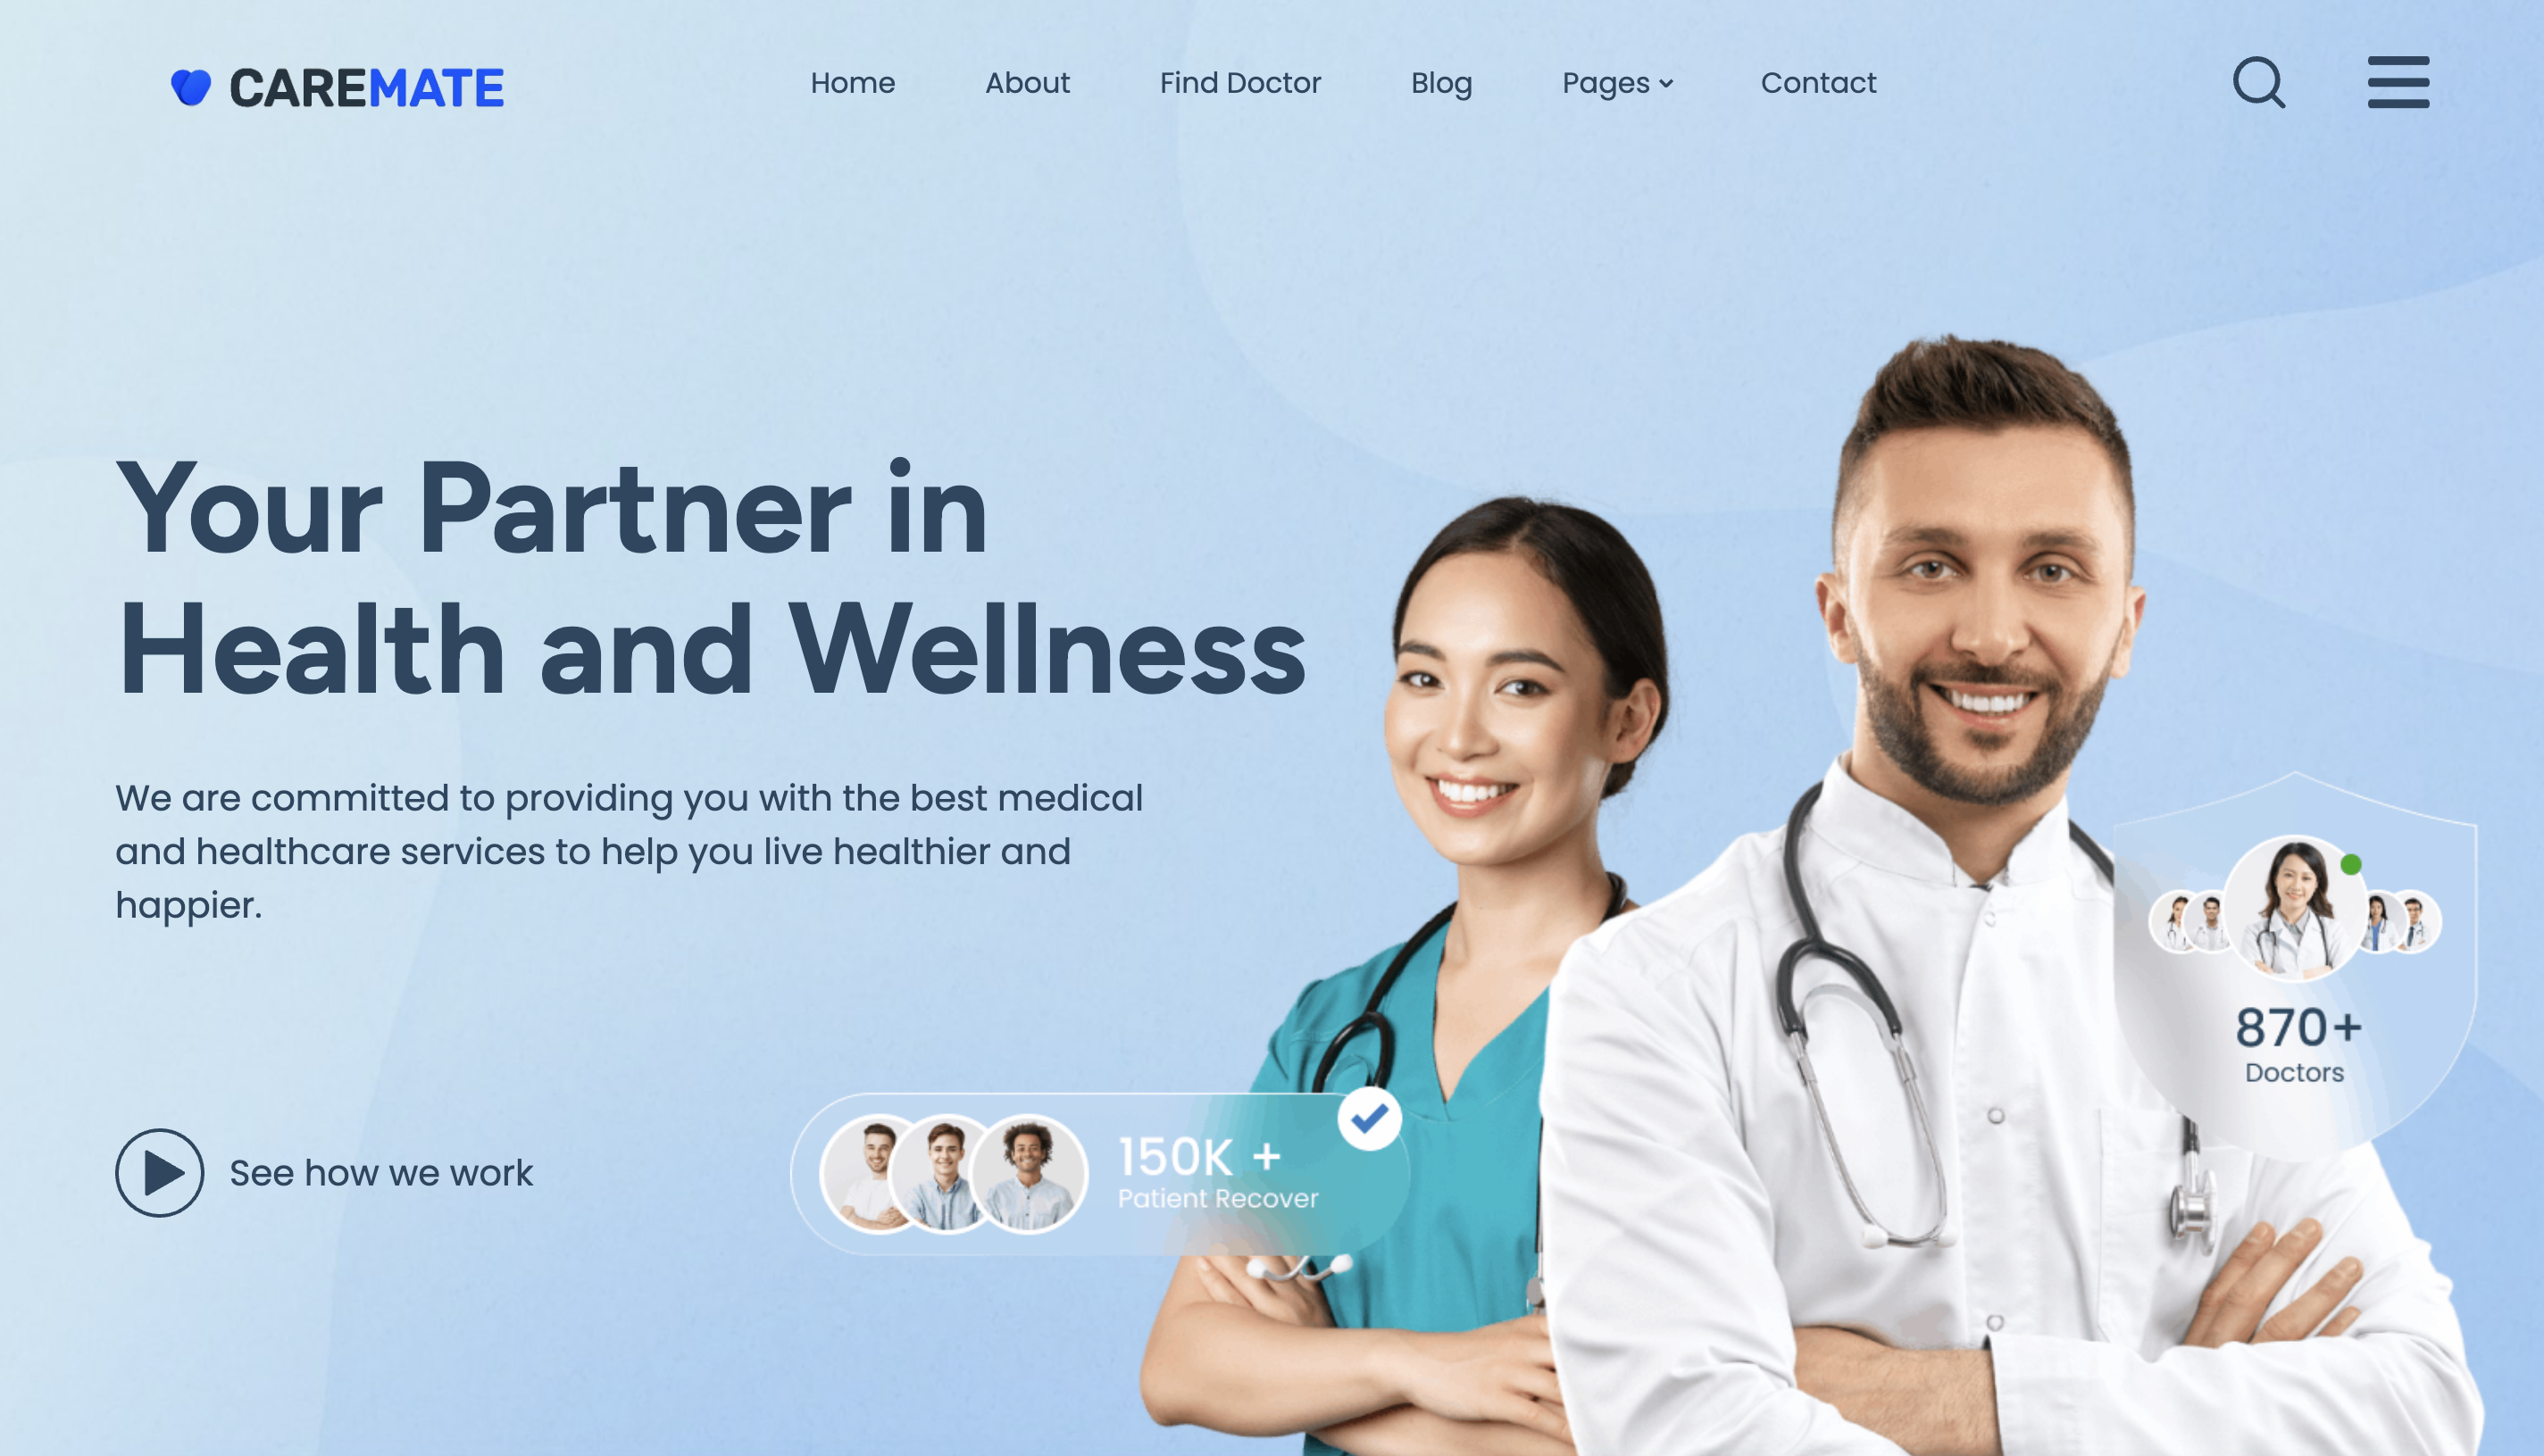 CAREMATE
Home
About
Find Doctor
Blog
Pages
Contact
Your Partner in
Health and Wellness
We are committed to providing you with the best medical
and healthcare services to help you live healthier and
happier.
See how we work
150K +
Patient Recover
870+
Doctors